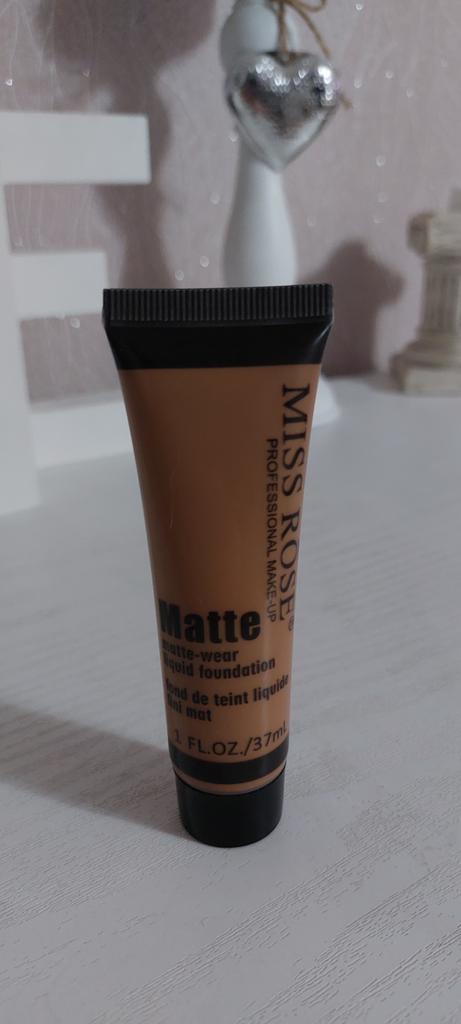 MISS ROSE®
PROFESSIONAL MAKE-UP
Matte
matte-wear
liquid foundation
fond de teint liquide
fini mat
1 FL.OZ./37mL